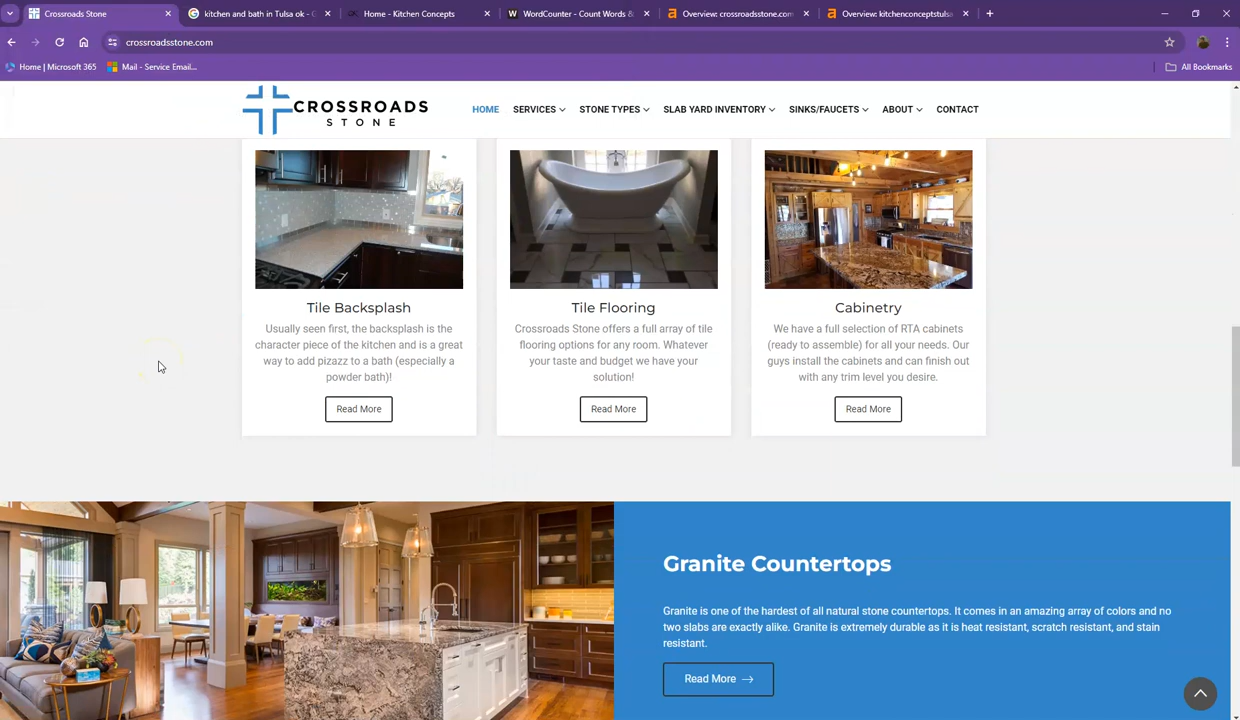 Crossroads Stone
kitchen and bath in Tulsa ok - G
Home - Kitchen Concepts
WordCounter - Count Words &
Overview: crossroadsstone.com
Overview: kitchenconceptstulsa
crossroadsstone.com
Home | Microsoft 365
Mail - Service Email...
All Bookmarks
CROSSROADS
STONE
HOME
SERVICES
STONE TYPES
SLAB YARD INVENTORY
SINKS/FAUCETS
ABOUT
CONTACT
Tile Backsplash
Usually seen first, the backsplash is the
character piece of the kitchen and is a great
way to add pizazz to a bath (especially a
powder bath)!
Read More
Tile Flooring
Crossroads Stone offers a full array of tile
flooring options for any room. Whatever
your taste and budget we have your
solution!
Read More
Cabinetry
We have a full selection of RTA cabinets
(ready to assemble) for all your needs. Our
guys install the cabinets and can finish out
with any trim level you desire.
Read More
Granite Countertops
Granite is one of the hardest of all natural stone countertops. It comes in an amazing array of colors and no
two slabs are exactly alike. Granite is extremely durable as it is heat resistant, scratch resistant, and stain
resistant.
Read More →